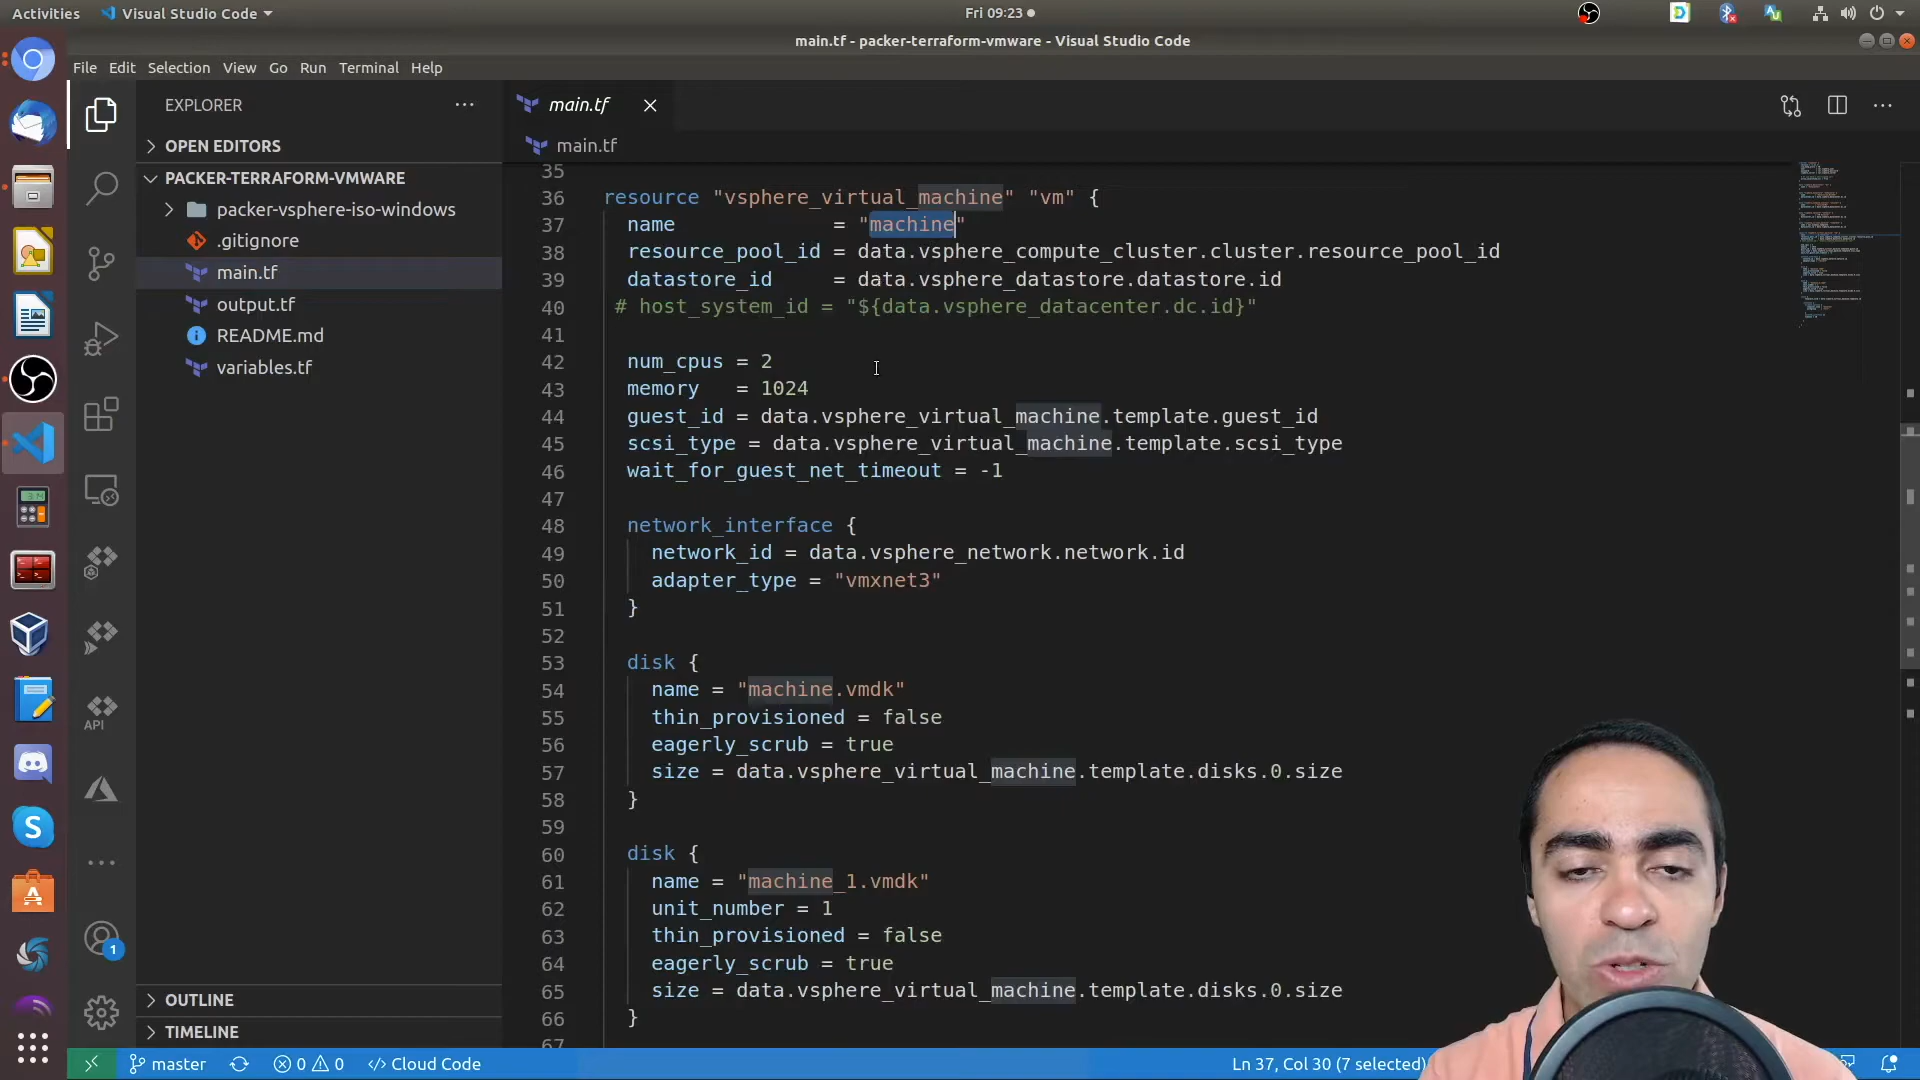 Activities Visual Studio Code Fri 09:23
main.tf - packer-terraform-vmware - Visual Studio Code
File Edit Selection View Go Run Terminal Help
EXPLORER
OPEN EDITORS
PACKER-TERRAFORM-VMWARE
packer-vsphere-iso-windows
.gitignore
main.tf
output.tf
README.md
variables.tf
OUTLINE
TIMELINE
API
1
main.tf
main.tf
35
36 resource "vsphere_virtual_machine" "vm" {
37 name = "machine"
38 resource_pool_id = data.vsphere_compute_cluster.cluster.resource_pool_id
39 datastore_id = data.vsphere_datastore.datastore.id
40 # host_system_id = "${data.vsphere_datacenter.dc.id}"
41
42 num_cpus = 2
43 memory = 1024
44 guest_id = data.vsphere_virtual_machine.template.guest_id
45 scsi_type = data.vsphere_virtual_machine.template.scsi_type
46 wait_for_guest_net_timeout = -1
47
48 network_interface {
49 network_id = data.vsphere_network.network.id
50 adapter_type = "vmxnet3"
51 }
52
53 disk {
54 name = "machine.vmdk"
55 thin_provisioned = false
56 eagerly_scrub = true
57 size = data.vsphere_virtual_machine.template.disks.0.size
58 }
59
60 disk {
61 name = "machine_1.vmdk"
62 unit_number = 1
63 thin_provisioned = false
64 eagerly_scrub = true
65 size = data.vsphere_virtual_machine.template.disks.0.size
66 }
67
master 0 0 Cloud Code Ln 37, Col 30 (7 selected)